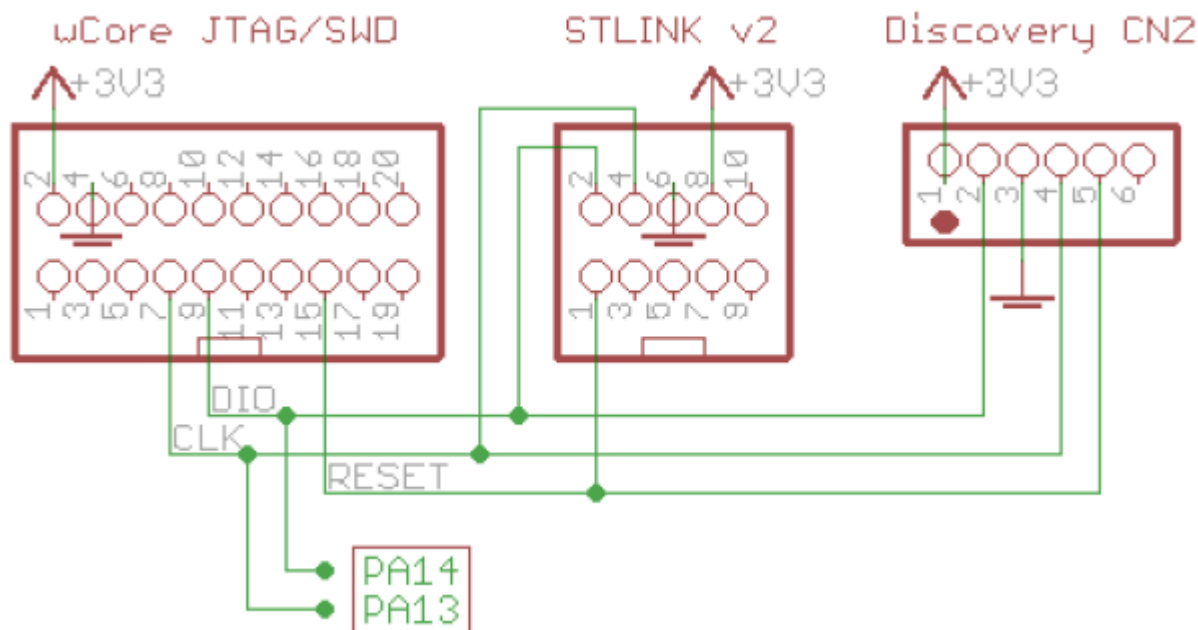 wCore JTAG/SWD
STLINK v2
Discovery CN2
+3V3
+3V3
+3V3
2 4 6 8 10 12 14 16 18 20
1 3 5 7 9 11 13 15 17 19
2 4 6 8 10
1 3 5 7 9
1 2 3 4 5 6
DIO
CLK
RESET
PA14
PA13